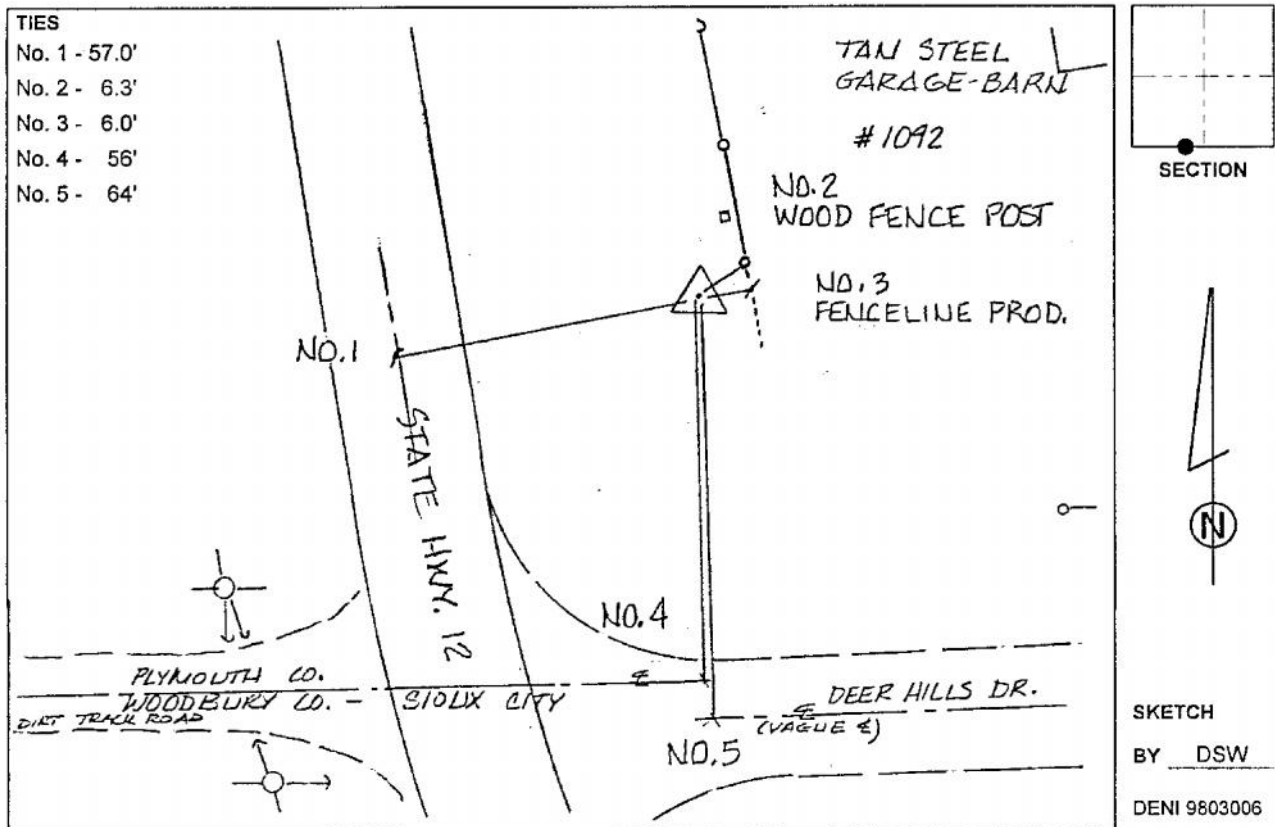 TIES
No. 1 - 57.0'
No. 2 - 6.3'
No. 3 - 6.0'
No. 4 - 56'
No. 5 - 64'
TAN STEEL
GARAGE-BARN
#1092
NO.2
WOOD FENCE POST
NO.3
FENCELINE PROD.
NO.1
STATE HWY. 12
NO.4
PLYMOUTH CO.
WOODBURY CO. - SIOUX CITY
DIRT TRACK ROAD
℄
℄ DEER HILLS DR.
(VAGUE ℄)
NO.5
SECTION
N
SKETCH
BY DSW
DENI 9803006